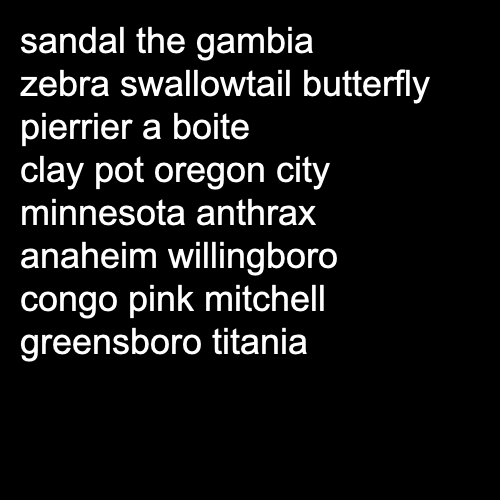 sandal the gambia
zebra swallowtail butterfly
pierrier a boite
clay pot oregon city
minnesota anthrax
anaheim willingboro
congo pink mitchell
greensboro titania